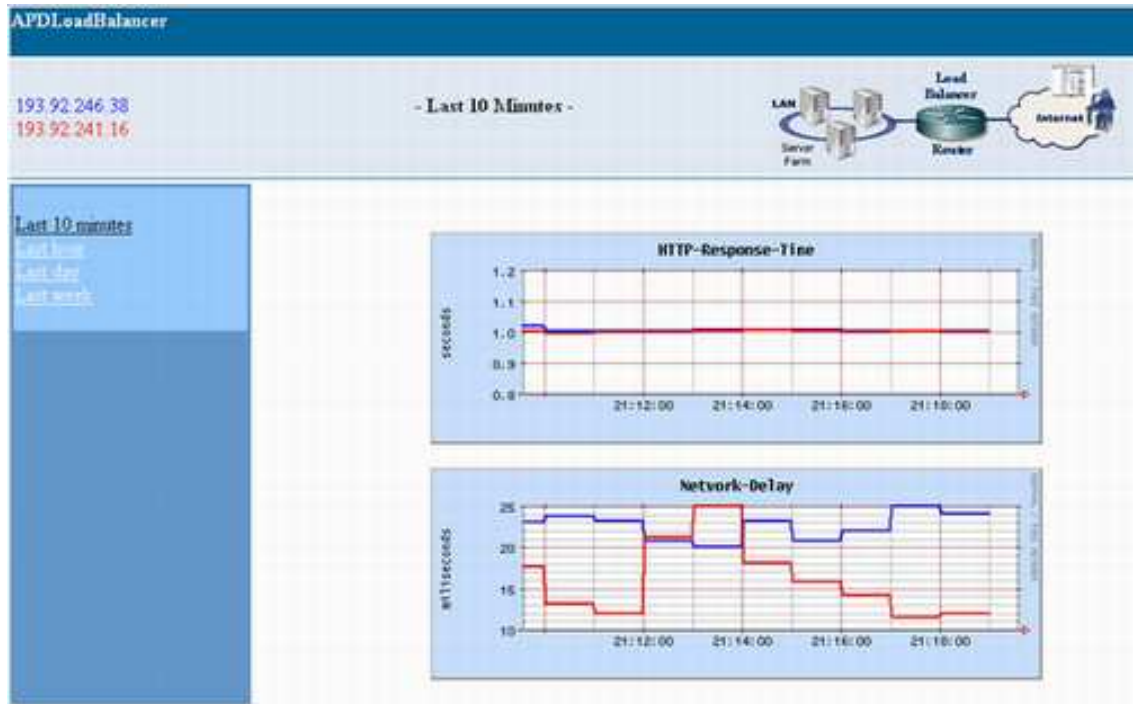 APDLoadBalancer
193.92.246.38
193.92.241.16
- Last 10 Minutes -
LAN
Server
Farm
Load
Balancer
Router
Internet
Last 10 minutes
Last hour
Last day
Last week
HTTP-Response-Time
seconds
1.2
1.1
1.0
0.9
0.8
21:12:00 21:14:00 21:16:00 21:18:00
Network-Delay
milliseconds
25
20
15
10
21:12:00 21:14:00 21:16:00 21:18:00